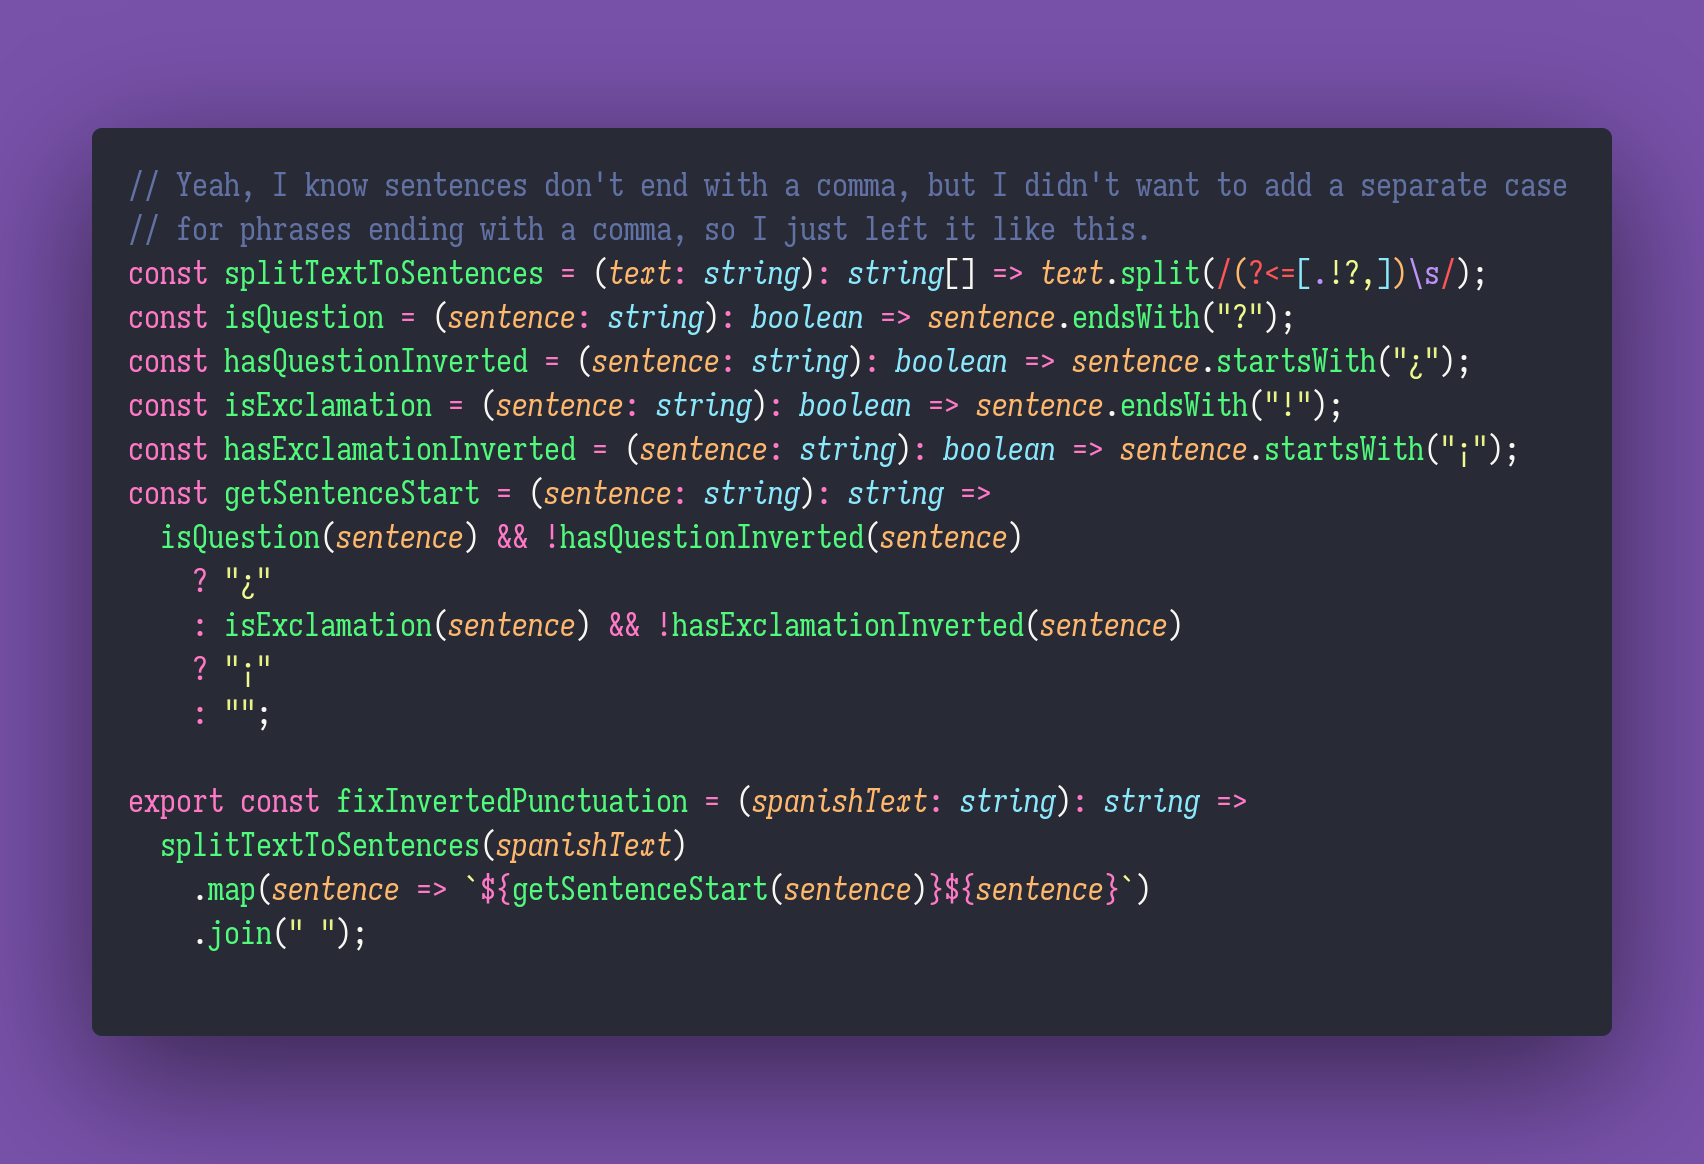 // Yeah, I know sentences don't end with a comma, but I didn't want to add a separate case
// for phrases ending with a comma, so I just left it like this.
const splitTextToSentences = (text: string): string[] => text.split(/(?<=[.!?,])\s/);
const isQuestion = (sentence: string): boolean => sentence.endsWith("?");
const hasQuestionInverted = (sentence: string): boolean => sentence.startsWith("¿");
const isExclamation = (sentence: string): boolean => sentence.endsWith("!");
const hasExclamationInverted = (sentence: string): boolean => sentence.startsWith("¡");
const getSentenceStart = (sentence: string): string =>
  isQuestion(sentence) && !hasQuestionInverted(sentence)
    ? "¿"
    : isExclamation(sentence) && !hasExclamationInverted(sentence)
    ? "¡"
    : "";

export const fixInvertedPunctuation = (spanishText: string): string =>
  splitTextToSentences(spanishText)
    .map(sentence => `${getSentenceStart(sentence)}${sentence}`)
    .join(" ");